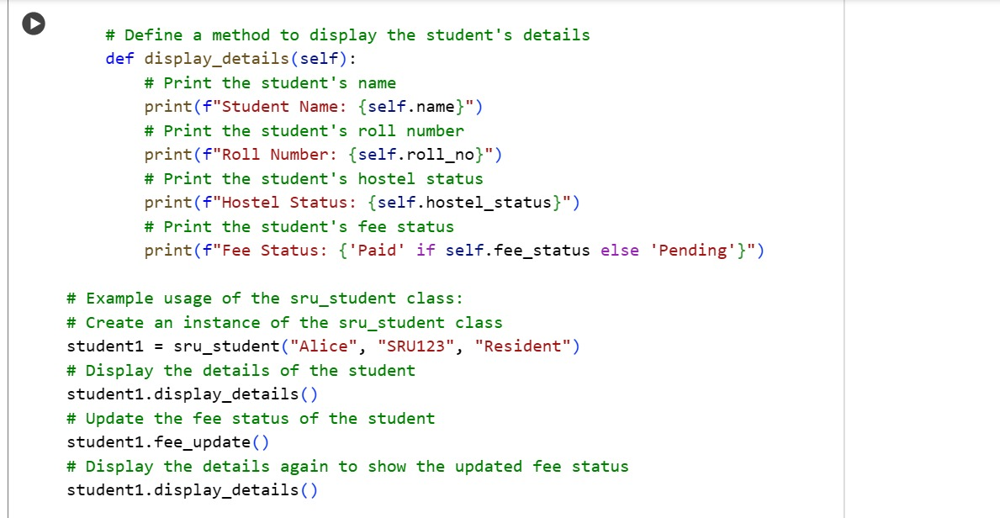 # Define a method to display the student's details
def display_details(self):
# Print the student's name
print(f"Student Name: {self.name}")
# Print the student's roll number
print(f"Roll Number: {self.roll_no}")
# Print the student's hostel status
print(f"Hostel Status: {self.hostel_status}")
# Print the student's fee status
print(f"Fee Status: {'Paid' if self.fee_status else 'Pending'}")
# Example usage of the sru_student class:
# Create an instance of the sru_student class
student1 = sru_student("Alice", "SRU123", "Resident")
# Display the details of the student
student1.display_details()
# Update the fee status of the student
student1.fee_update()
# Display the details again to show the updated fee status
student1.display_details()